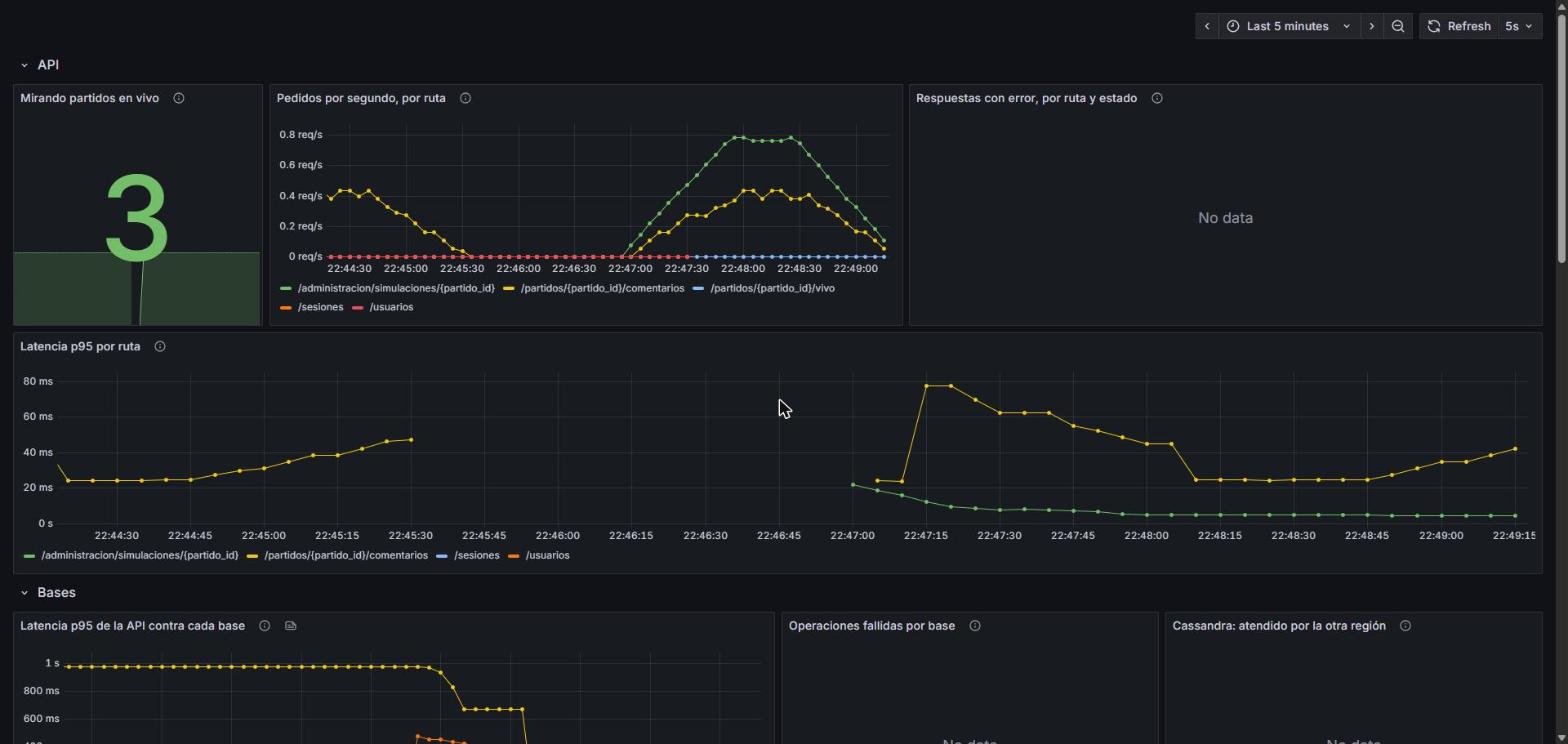 Last 5 minutes
Refresh 5s
API
Mirando partidos en vivo
3
Pedidos por segundo, por ruta
0.8 req/s
0.6 req/s
0.4 req/s
0.2 req/s
0 req/s
22:44:30 22:45:00 22:45:30 22:46:00 22:46:30 22:47:00 22:47:30 22:48:00 22:48:30 22:49:00
/administracion/simulaciones/{partido_id} /partidos/{partido_id}/comentarios /partidos/{partido_id}/vivo
/sesiones /usuarios
Respuestas con error, por ruta y estado
No data
Latencia p95 por ruta
80 ms
60 ms
40 ms
20 ms
0 s
22:44:30 22:44:45 22:45:00 22:45:15 22:45:30 22:45:45 22:46:00 22:46:15 22:46:30 22:46:45 22:47:00 22:47:15 22:47:30 22:47:45 22:48:00 22:48:15 22:48:30 22:48:45 22:49:00 22:49:15
/administracion/simulaciones/{partido_id} /partidos/{partido_id}/comentarios /sesiones /usuarios
Bases
Latencia p95 de la API contra cada base
1 s
800 ms
600 ms
Operaciones fallidas por base
No data
Cassandra: atendido por la otra región
No data